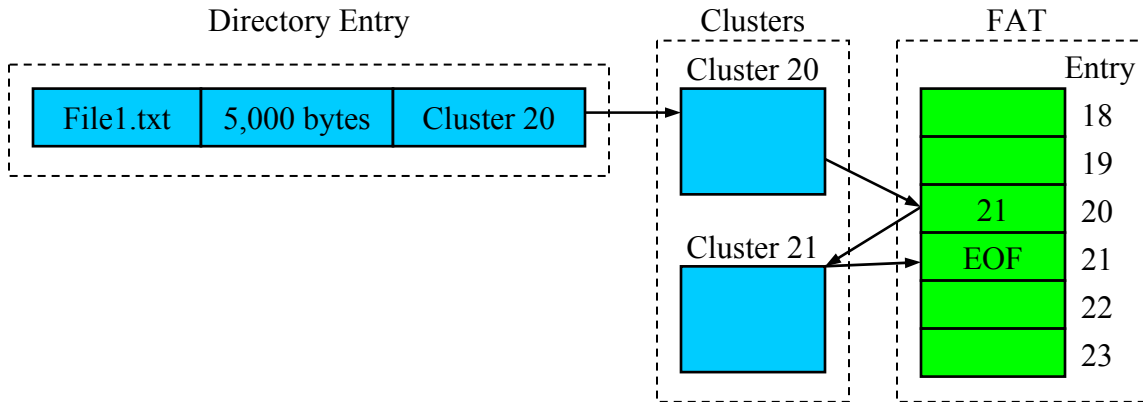 Directory Entry
Clusters
FAT
File1.txt 5,000 bytes Cluster 20
Cluster 20
Cluster 21
Entry
18
19
21 20
EOF 21
22
23